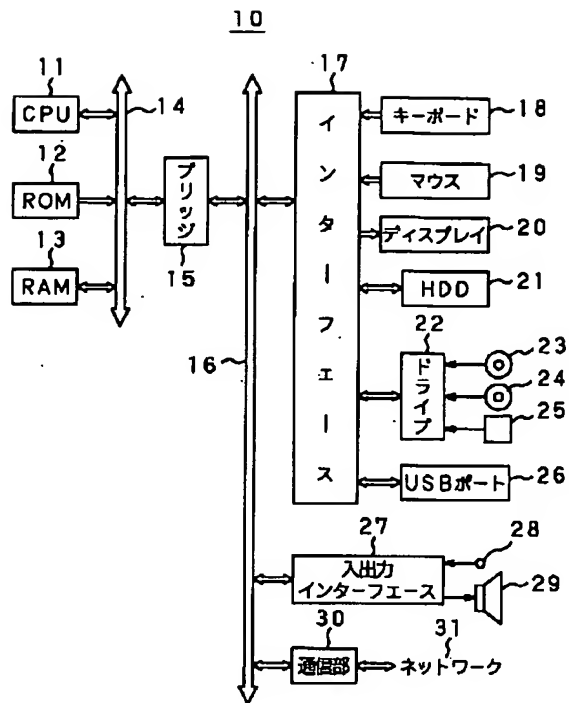 10
11
CPU
12
ROM
13
RAM
14
ブリッジ
15
16
17
インターフェース
キーボード
18
マウス
19
ディスプレイ
20
HDD
21
22
ドライブ
23
24
25
USBポート
26
27
入出力
インターフェース
28
29
30
通信部
31
ネットワーク